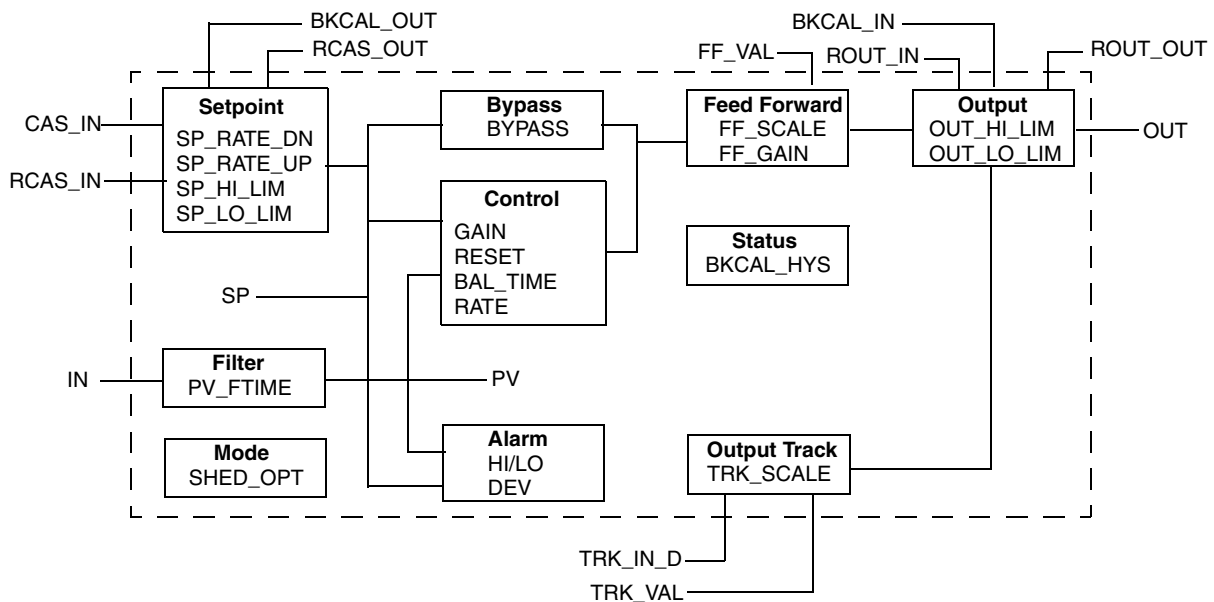 BKCAL_OUT
RCAS_OUT
BKCAL_IN
FF_VAL
ROUT_IN
ROUT_OUT
CAS_IN
RCAS_IN
Setpoint
SP_RATE_DN
SP_RATE_UP
SP_HI_LIM
SP_LO_LIM
Bypass
BYPASS
Feed Forward
FF_SCALE
FF_GAIN
Output
OUT_HI_LIM
OUT_LO_LIM
OUT
Control
GAIN
RESET
BAL_TIME
RATE
Status
BKCAL_HYS
SP
IN
Filter
PV_FTIME
PV
Mode
SHED_OPT
Alarm
HI/LO
DEV
Output Track
TRK_SCALE
TRK_IN_D
TRK_VAL